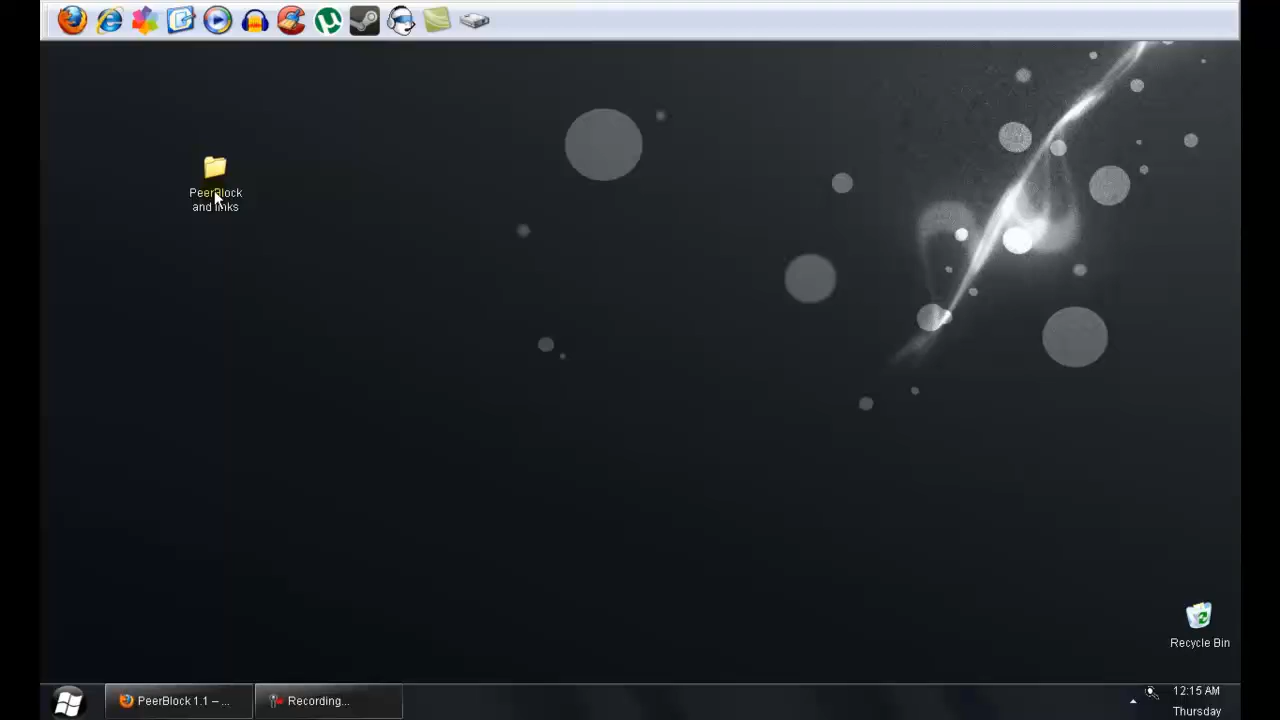 PeerBlock
and links
Recycle Bin
PeerBlock 1.1 – ...
Recording...
12:15 AM
Thursday